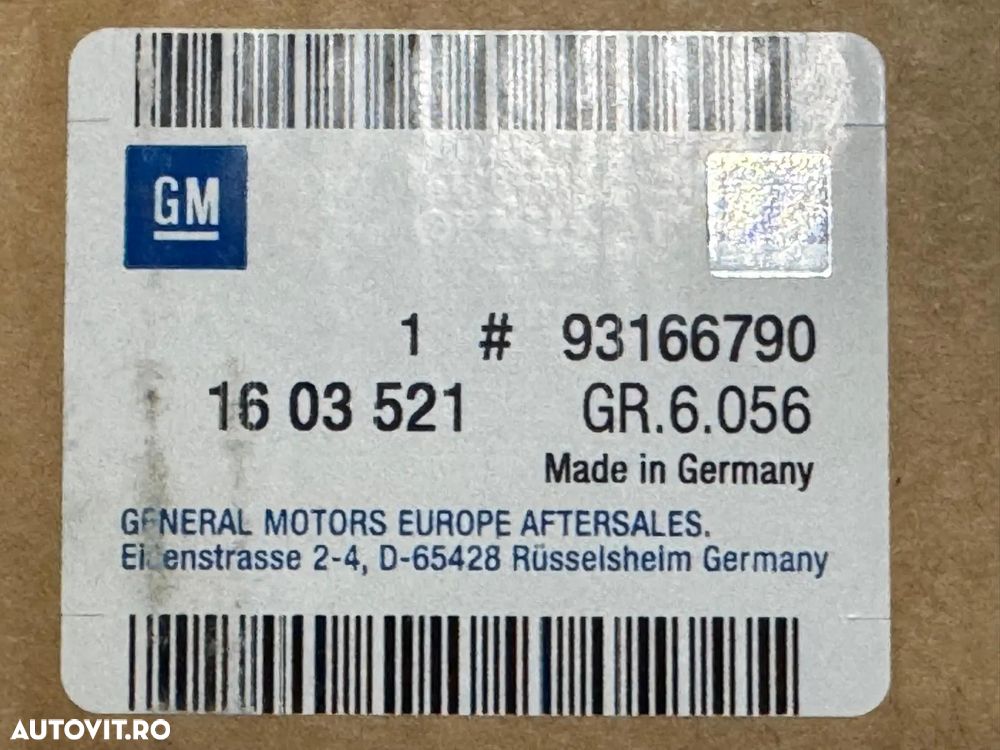 GM
1 # 93166790
16 03 521 GR.6.056
Made in Germany
GENERAL MOTORS EUROPE AFTERSALES.
Eisenstrasse 2-4, D-65428 Rüsselsheim Germany
AUTOVIT.RO